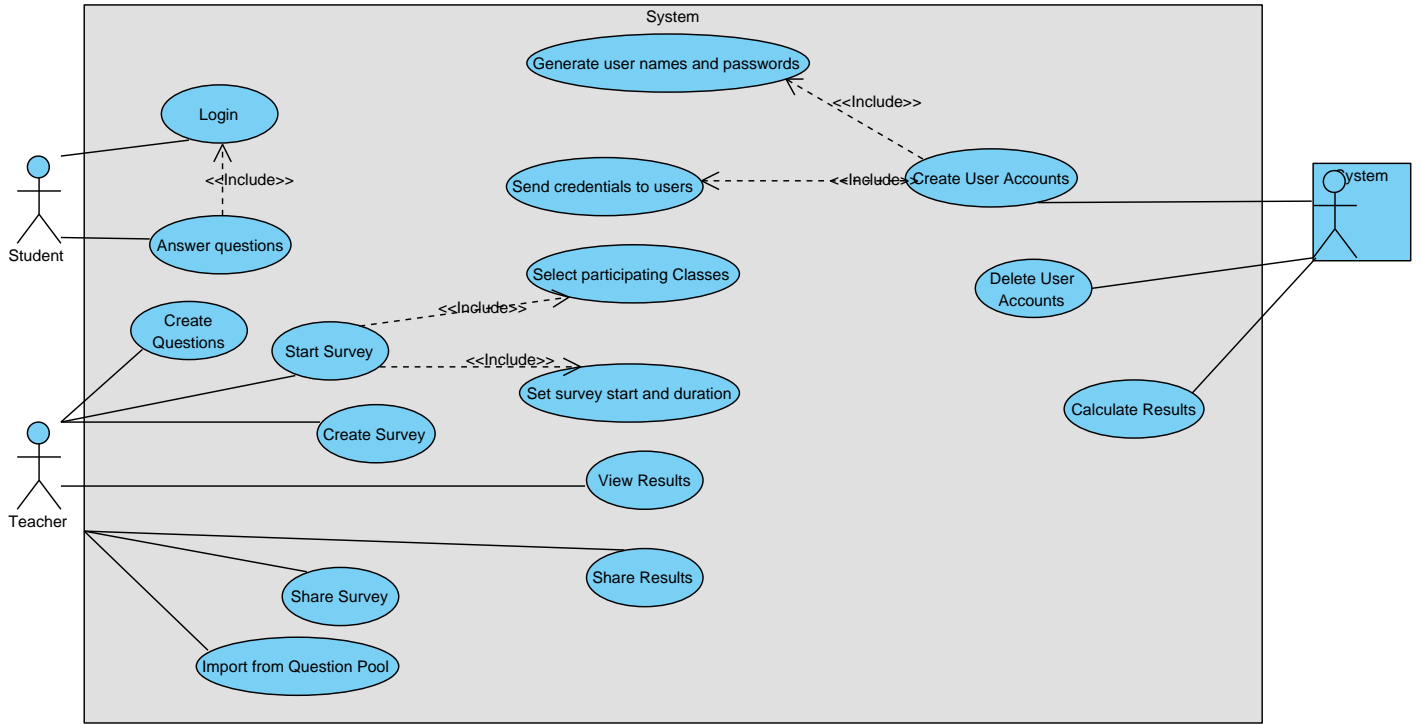 System
Generate user names and passwords
<<Include>>
Login
<<Include>>
Send credentials to users
<<Include>>
Create User Accounts
System
Student
Answer questions
Select participating Classes
Delete User
Accounts
<<Include>>
Create
Questions
Start Survey
<<Include>>
Set survey start and duration
Calculate Results
Create Survey
View Results
Teacher
Share Results
Share Survey
Import from Question Pool